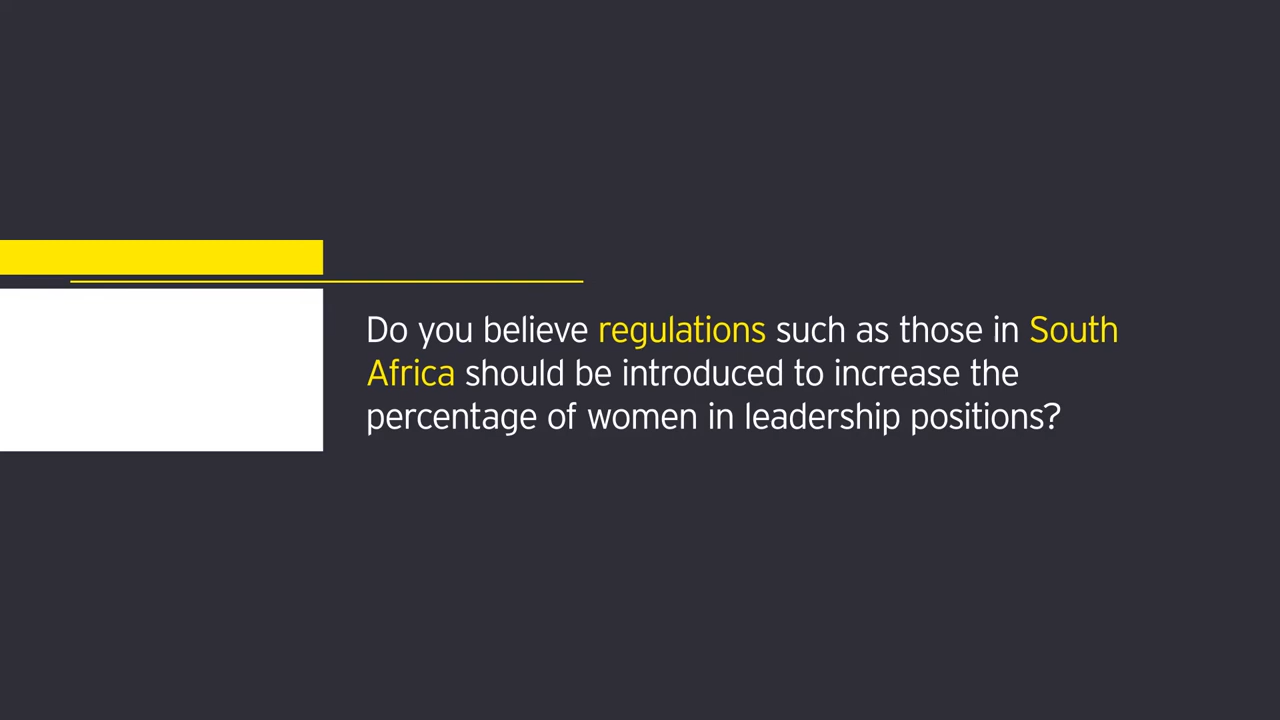 Do you believe regulations such as those in South
Africa should be introduced to increase the
percentage of women in leadership positions?